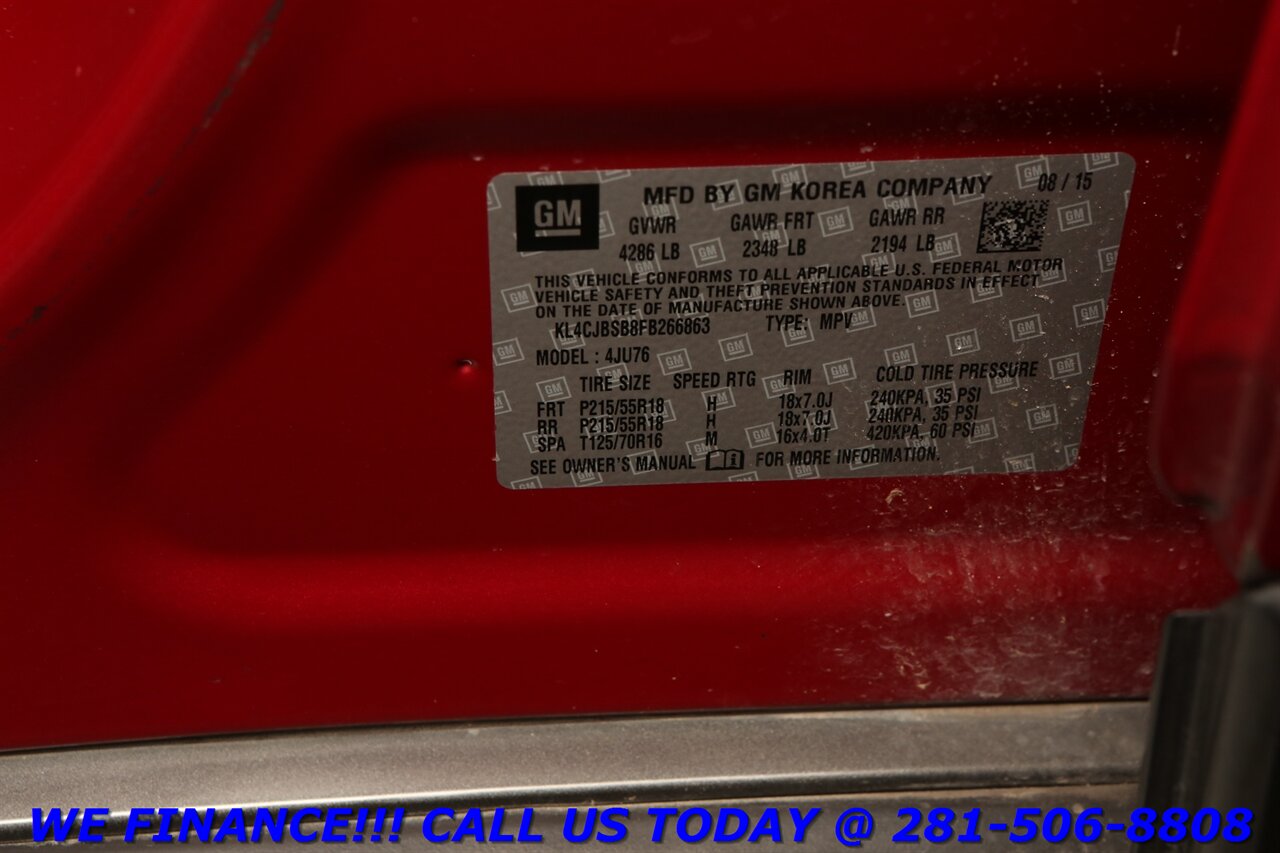 GM MFD BY GM KOREA COMPANY 08 / 15
GVWR GAWR FRT GAWR RR
4286 LB 2348 LB 2194 LB
THIS VEHICLE CONFORMS TO ALL APPLICABLE U.S. FEDERAL MOTOR
VEHICLE SAFETY AND THEFT PREVENTION STANDARDS IN EFFECT
ON THE DATE OF MANUFACTURE SHOWN ABOVE.
KL4CJBSB8FB266863 TYPE: MPV
MODEL : 4JU76
TIRE SIZE SPEED RTG RIM COLD TIRE PRESSURE
FRT P215/55R18 H 18x7.0J 240KPA, 35 PSI
RR P215/55R18 H 18x7.0J 240KPA, 35 PSI
SPA T125/70R16 M 16x4.0T 420KPA, 60 PSI
SEE OWNER'S MANUAL FOR MORE INFORMATION.
WE FINANCE!!! CALL US TODAY @ 281-506-8808